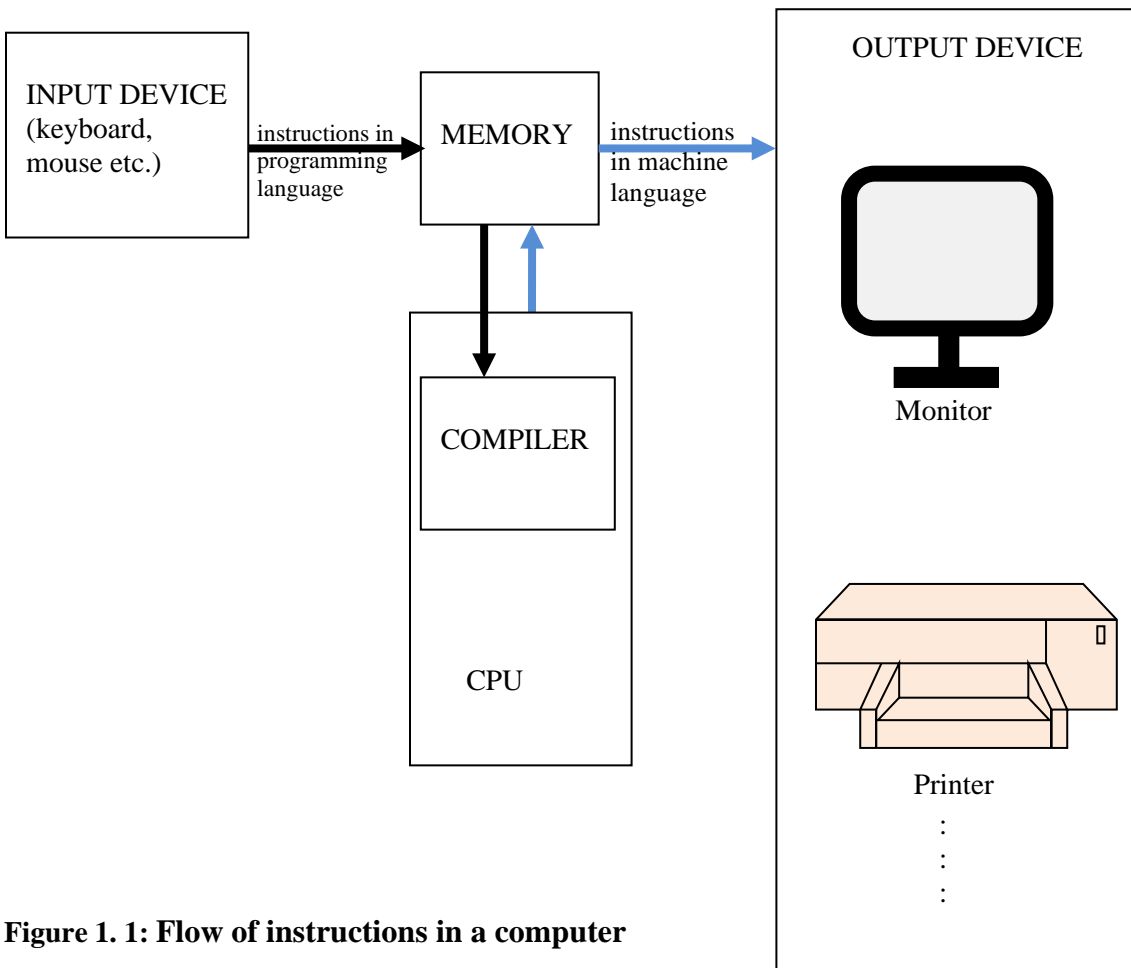 INPUT DEVICE
(keyboard,
mouse etc.)
instructions in
programming
language
MEMORY
instructions
in machine
language
COMPILER
CPU
OUTPUT DEVICE
Monitor
Printer
:
:
:
Figure 1. 1: Flow of instructions in a computer